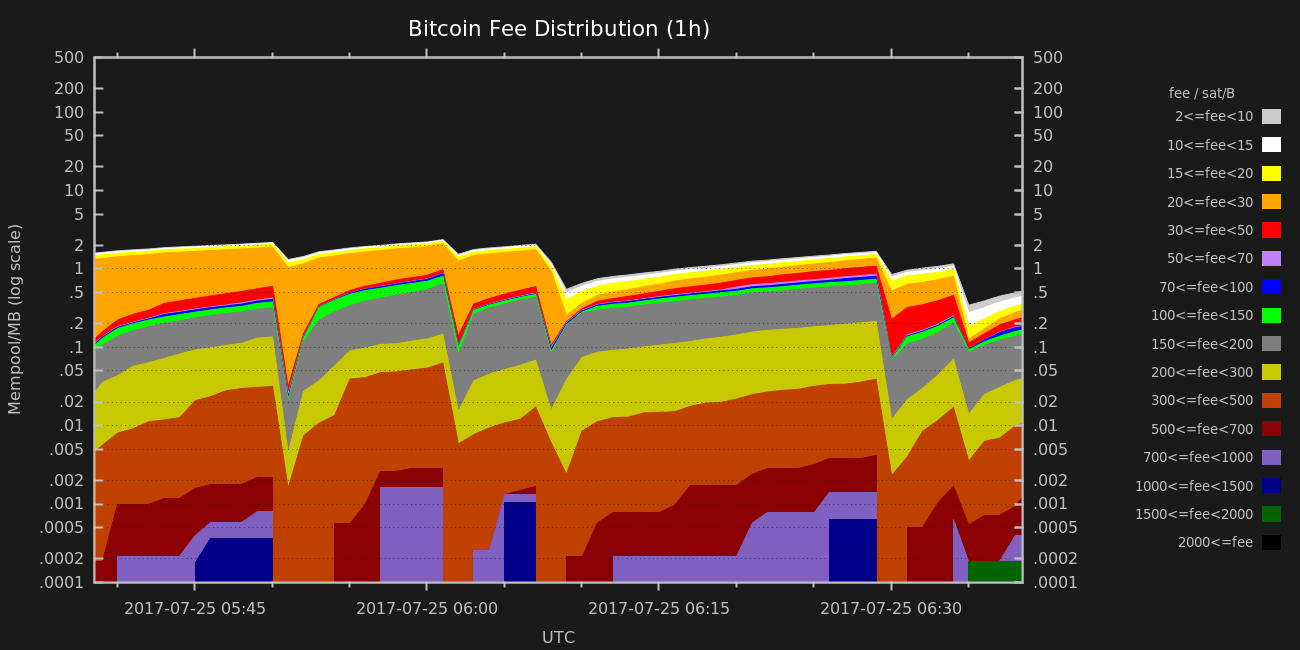 Bitcoin Fee Distribution (1h)
Mempool/MB (log scale)
500 500
200 200
100 100
50 50
20 20
10 10
5 5
2 2
1 1
.5 .5
.2 .2
.1 .1
.05 .05
.02 .02
.01 .01
.005 .005
.002 .002
.001 .001
.0005 .0005
.0002 .0002
.0001 .0001
2017-07-25 05:45 2017-07-25 06:00 2017-07-25 06:15 2017-07-25 06:30
UTC
fee / sat/B
2<=fee<10
10<=fee<15
15<=fee<20
20<=fee<30
30<=fee<50
50<=fee<70
70<=fee<100
100<=fee<150
150<=fee<200
200<=fee<300
300<=fee<500
500<=fee<700
700<=fee<1000
1000<=fee<1500
1500<=fee<2000
2000<=fee